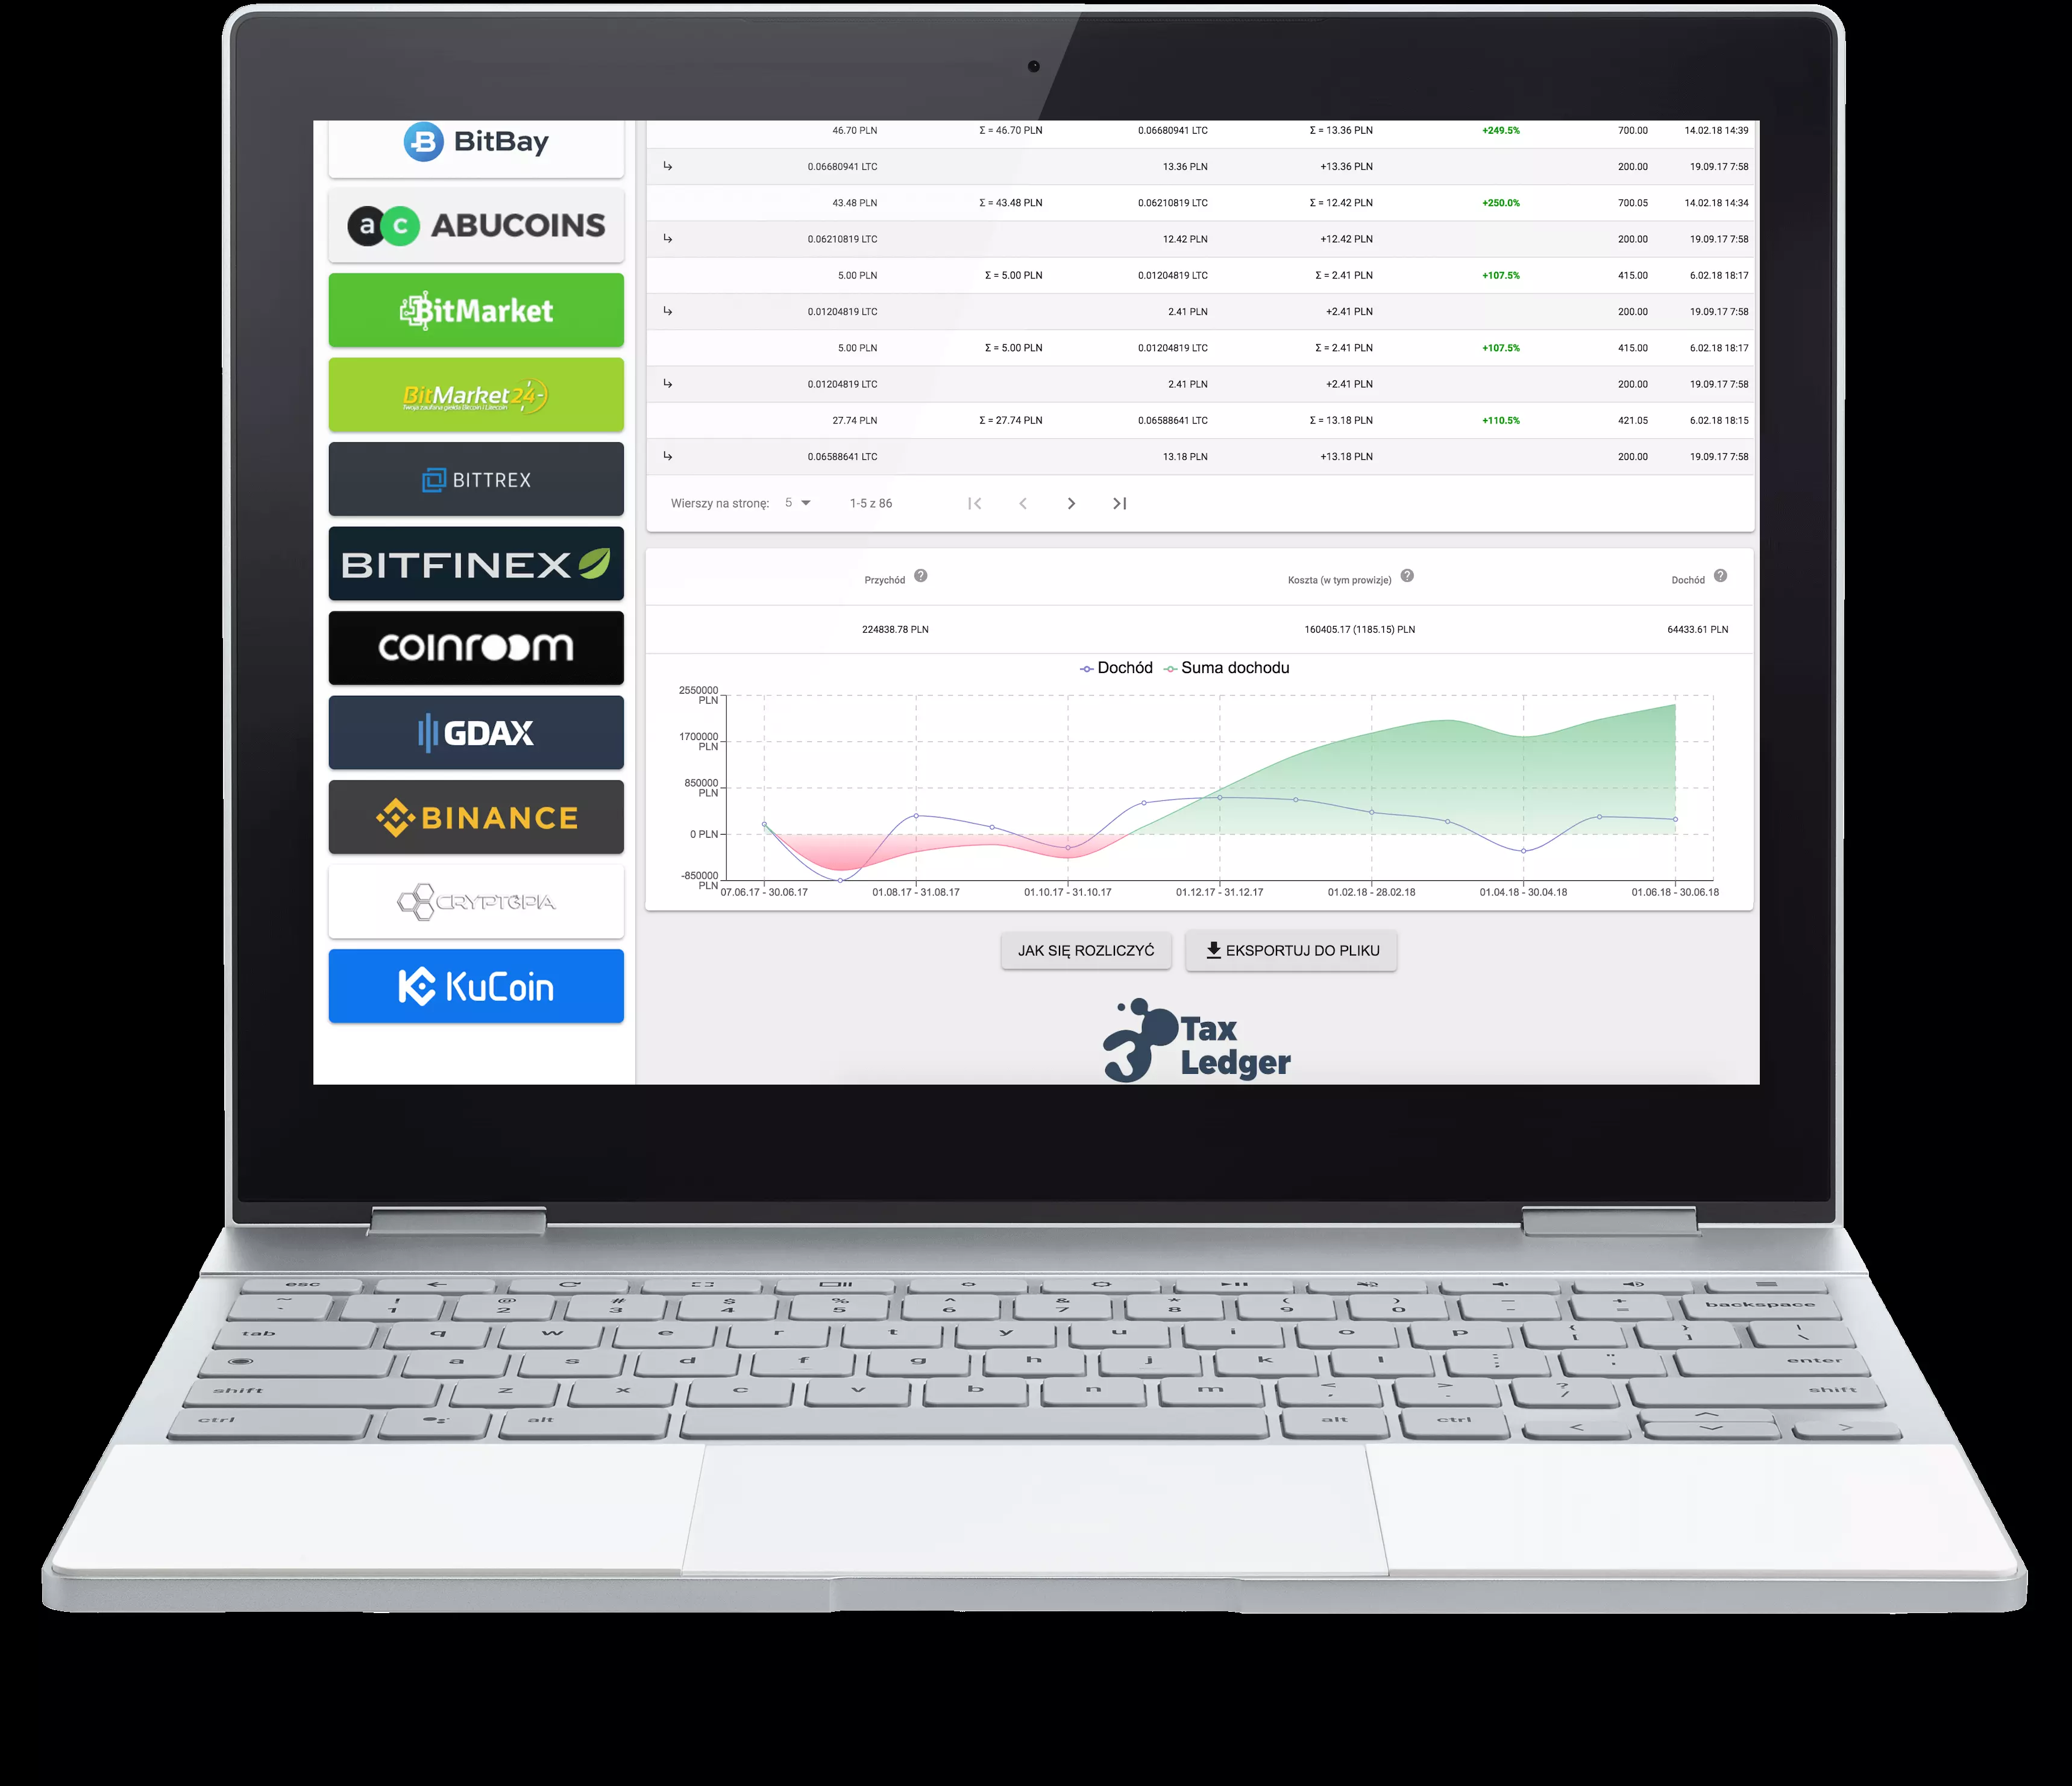 BitBay
ac ABUCOINS
BitMarket
BitMarket24
BITTREX
BITFINEX
coinroom
GDAX
BINANCE
CRYPTOPIA
KuCoin
46.70 PLN Σ = 46.70 PLN 0.06680941 LTC Σ = 13.36 PLN +249.5% 700.00 14.02.18 14:39
↳ 0.06680941 LTC 13.36 PLN +13.36 PLN 200.00 19.09.17 7:58
43.48 PLN Σ = 43.48 PLN 0.06210819 LTC Σ = 12.42 PLN +250.0% 700.05 14.02.18 14:34
↳ 0.06210819 LTC 12.42 PLN +12.42 PLN 200.00 19.09.17 7:58
5.00 PLN Σ = 5.00 PLN 0.01204819 LTC Σ = 2.41 PLN +107.5% 415.00 6.02.18 18:17
↳ 0.01204819 LTC 2.41 PLN +2.41 PLN 200.00 19.09.17 7:58
5.00 PLN Σ = 5.00 PLN 0.01204819 LTC Σ = 2.41 PLN +107.5% 415.00 6.02.18 18:17
↳ 0.01204819 LTC 2.41 PLN +2.41 PLN 200.00 19.09.17 7:58
27.74 PLN Σ = 27.74 PLN 0.06588641 LTC Σ = 13.18 PLN +110.5% 421.05 6.02.18 18:15
↳ 0.06588641 LTC 13.18 PLN +13.18 PLN 200.00 19.09.17 7:58
Wierszy na stronę: 5 1-5 z 86
Przychód ? Koszta (w tym prowizje) ? Dochód ?
224838.78 PLN 160405.17 (1185.15) PLN 64433.61 PLN
Dochód Suma dochodu
2550000
PLN
1700000
PLN
850000
PLN
0 PLN
-850000
PLN
07.06.17 - 30.06.17 01.08.17 - 31.08.17 01.10.17 - 31.10.17 01.12.17 - 31.12.17 01.02.18 - 28.02.18 01.04.18 - 30.04.18 01.06.18 - 30.06.18
JAK SIĘ ROZLICZYĆ EKSPORTUJ DO PLIKU
Tax
Ledger
esc
~ ! @ # $ % ^ & * ( ) _ +
` 1 2 3 4 5 6 7 8 9 0 - = backspace
tab q w e r t y u i o p { [ } ] | \
a s d f g h j k l : ; " ' enter
shift z x c v b n m < , > . ? / shift
ctrl alt alt ctrl < >